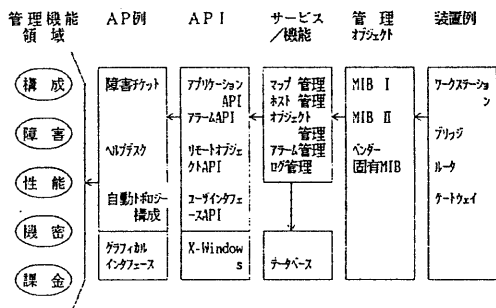 管理機能
領域
AP例
API
サービス
/機能
管理
オブジェクト
装置例
構成
障害
性能
機密
課金
障害チケット
ヘルプデスク
自動トポロジー
構成
グラフィカル
インタフェース
アプリケーション
API
アラームAPI
リモートオブジェ
クトAPI
ユーザインタフェ
ースAPI
X-Window
s
マップ管理
ホスト管理
オブジェクト
管理
アラーム管理
ログ管理
データベース
MIB I
MIB II
ベンダー
固有MIB
ワークステーショ
ン
ブリッジ
ルータ
ゲートウェイ